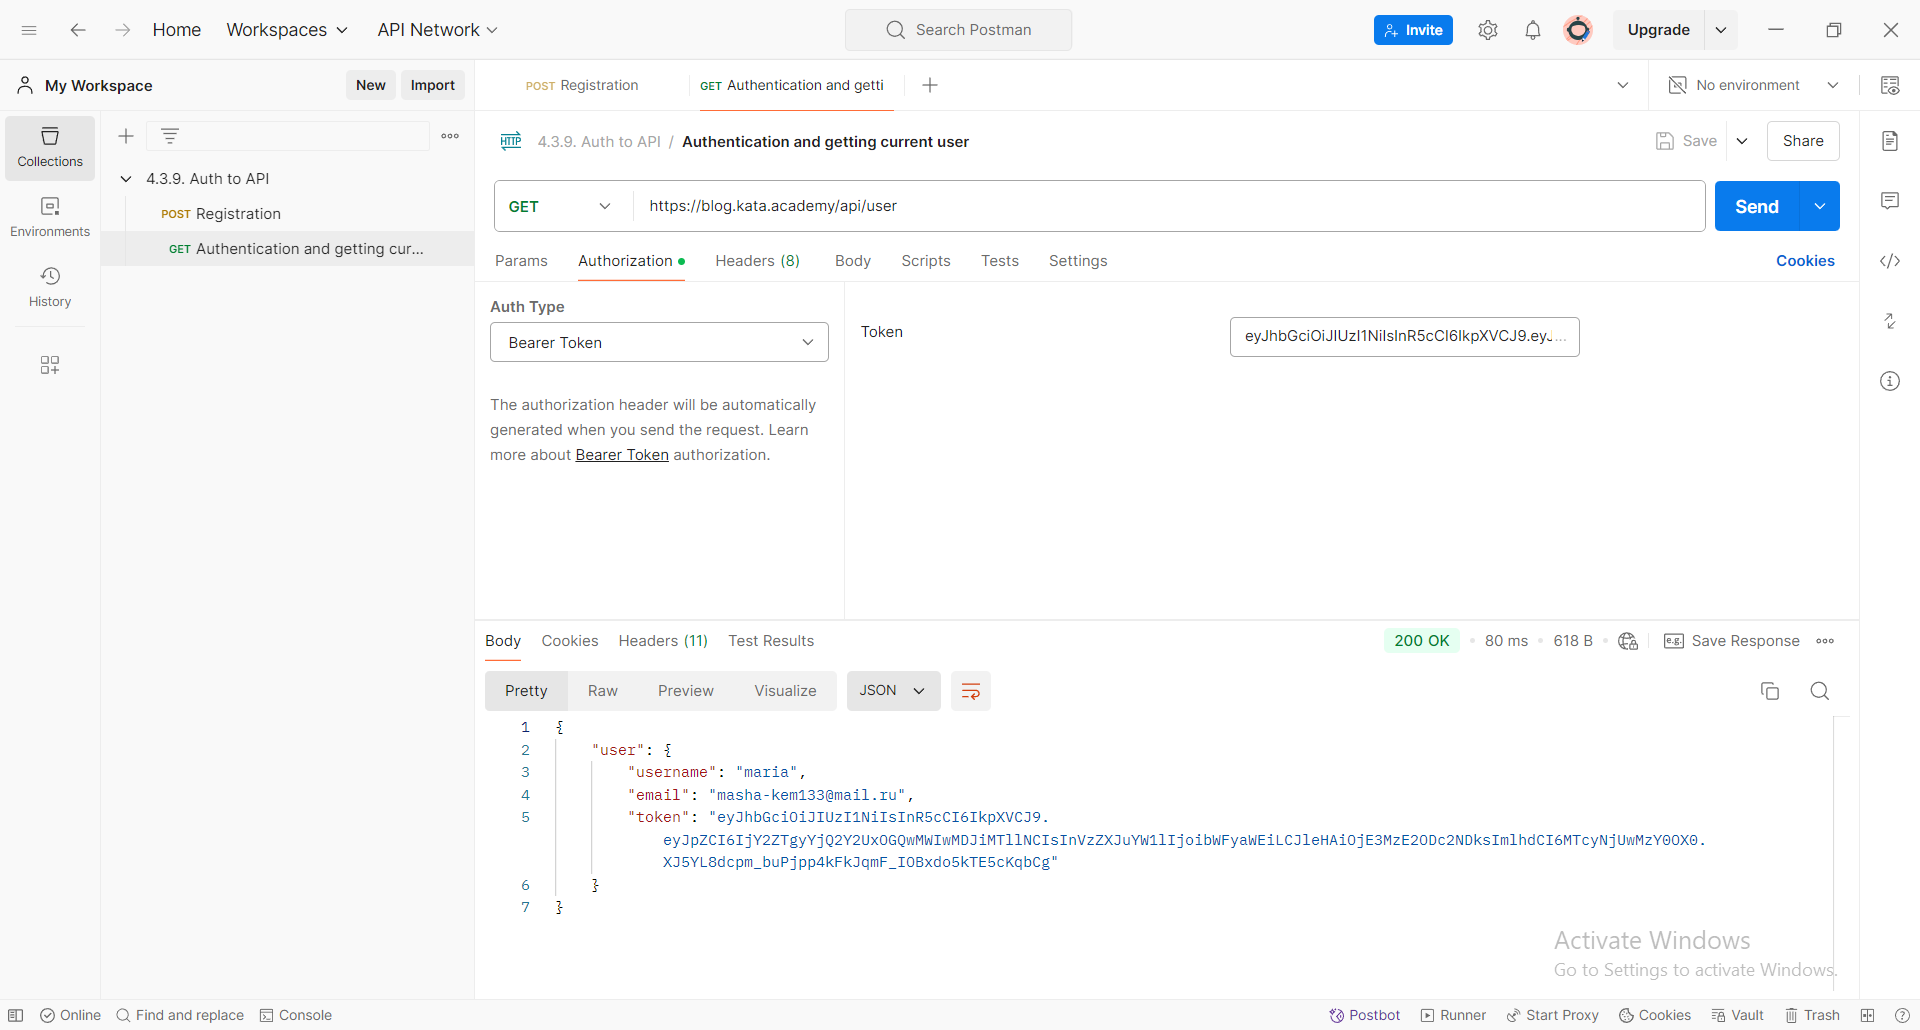 Home Workspaces API Network Search Postman Invite Upgrade
My Workspace New Import POST Registration GET Authentication and getti No environment
Collections
Environments
History
4.3.9. Auth to API
POST Registration
GET Authentication and getting cur...
HTTP 4.3.9. Auth to API / Authentication and getting current user Save Share
GET https://blog.kata.academy/api/user Send
Params Authorization Headers (8) Body Scripts Tests Settings Cookies
Auth Type
Bearer Token
The authorization header will be automatically
generated when you send the request. Learn
more about Bearer Token authorization.
Token eyJhbGciOiJIUzI1NiIsInR5cCI6IkpXVCJ9.eyJ...
Body Cookies Headers (11) Test Results 200 OK 80 ms 618 B e.g. Save Response
Pretty Raw Preview Visualize JSON
1 {
2 "user": {
3 "username": "maria",
4 "email": "masha-kem133@mail.ru",
5 "token": "eyJhbGciOiJIUzI1NiIsInR5cCI6IkpXVCJ9.
eyJpZCI6IjY2ZTgyYjQ2Y2UxOGQwMWIwMDJiMTllNCIsInVzZXJuYW1lIjoibWFyaWEiLCJleHAiOjE3MzE2ODc2NDksImlhdCI6MTcyNjUwMzY0OX0.
XJ5YL8dcpm_buPjpp4kFkJqmF_IOBxdo5kTE5cKqbCg"
6 }
7 }
Activate Windows
Go to Settings to activate Windows.
Online Find and replace Console Postbot Runner Start Proxy Cookies Vault Trash